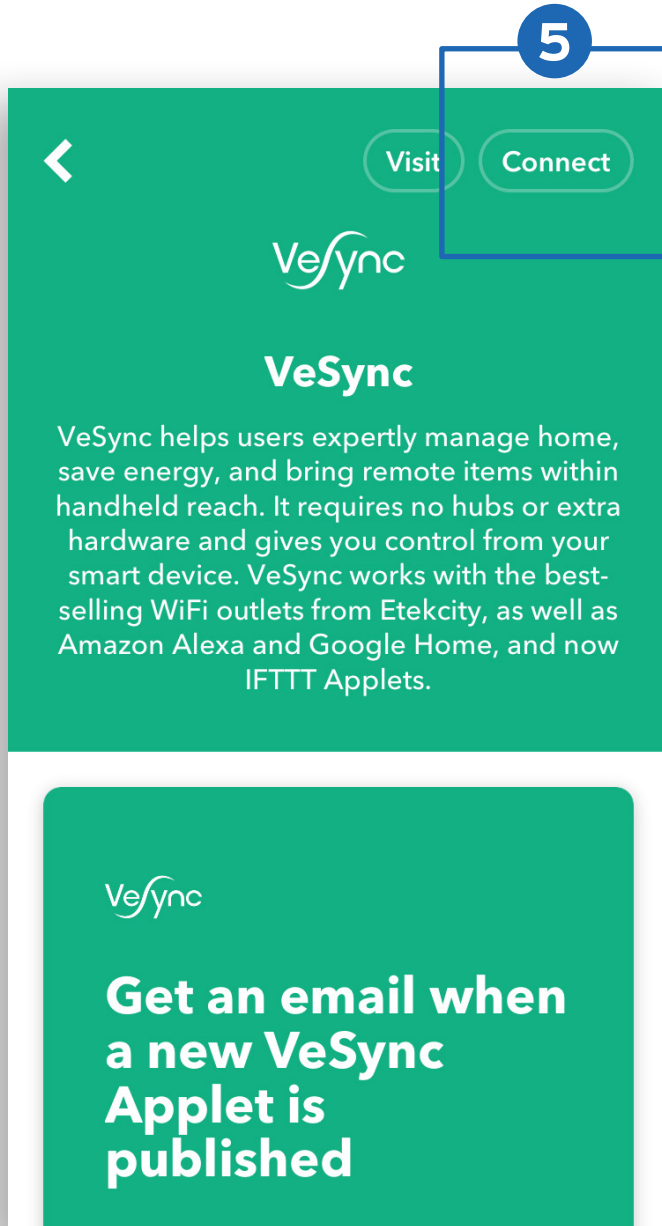 5
Visit Connect
VeSync
VeSync
VeSync helps users expertly manage home,
save energy, and bring remote items within
handheld reach. It requires no hubs or extra
hardware and gives you control from your
smart device. VeSync works with the best-
selling WiFi outlets from Etekcity, as well as
Amazon Alexa and Google Home, and now
IFTTT Applets.
VeSync
Get an email when
a new VeSync
Applet is
published